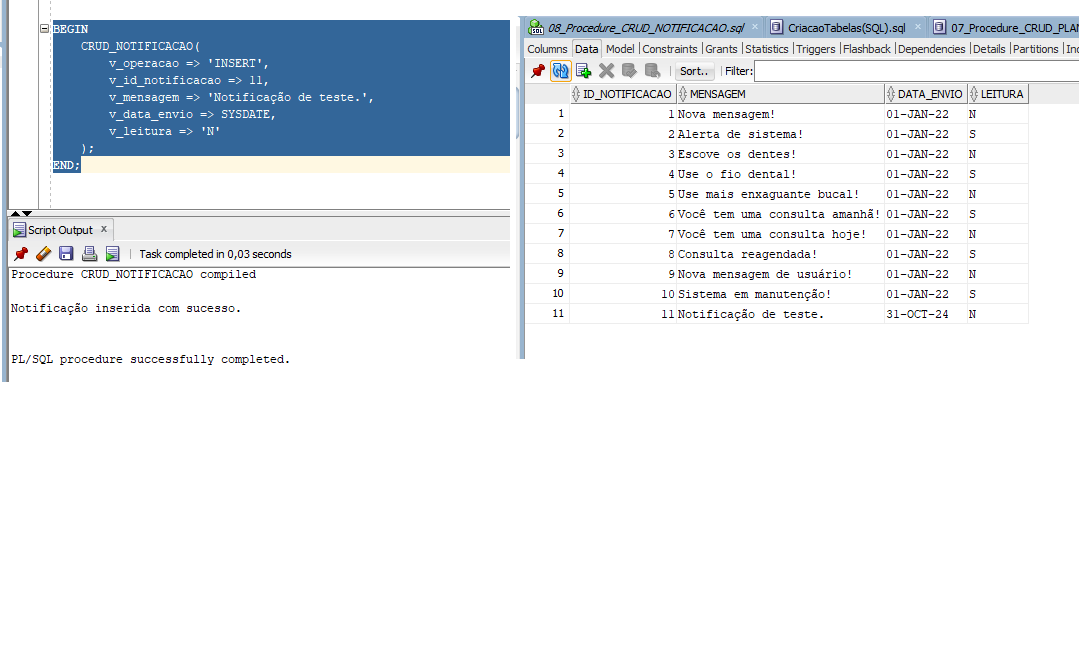 BEGIN
CRUD_NOTIFICACAO(
v_operacao => 'INSERT',
v_id_notificacao => 11,
v_mensagem => 'Notificação de teste.',
v_data_envio => SYSDATE,
v_leitura => 'N'
);
END;
Script Output x
Task completed in 0,03 seconds
Procedure CRUD_NOTIFICACAO compiled
Notificação inserida com sucesso.
PL/SQL procedure successfully completed.
08_Procedure_CRUD_NOTIFICACAO.sql CriacaoTabelas(SQL).sql 07_Procedure_CRUD_PLAN
Columns Data Model Constraints Grants Statistics Triggers Flashback Dependencies Details Partitions Ind
Sort.. Filter:
ID_NOTIFICACAO MENSAGEM DATA_ENVIO LEITURA
1 1 Nova mensagem! 01-JAN-22 N
2 2 Alerta de sistema! 01-JAN-22 S
3 3 Escove os dentes! 01-JAN-22 N
4 4 Use o fio dental! 01-JAN-22 S
5 5 Use mais enxaguante bucal! 01-JAN-22 N
6 6 Você tem uma consulta amanhã! 01-JAN-22 S
7 7 Você tem uma consulta hoje! 01-JAN-22 N
8 8 Consulta reagendada! 01-JAN-22 S
9 9 Nova mensagem de usuário! 01-JAN-22 N
10 10 Sistema em manutenção! 01-JAN-22 S
11 11 Notificação de teste. 31-OCT-24 N